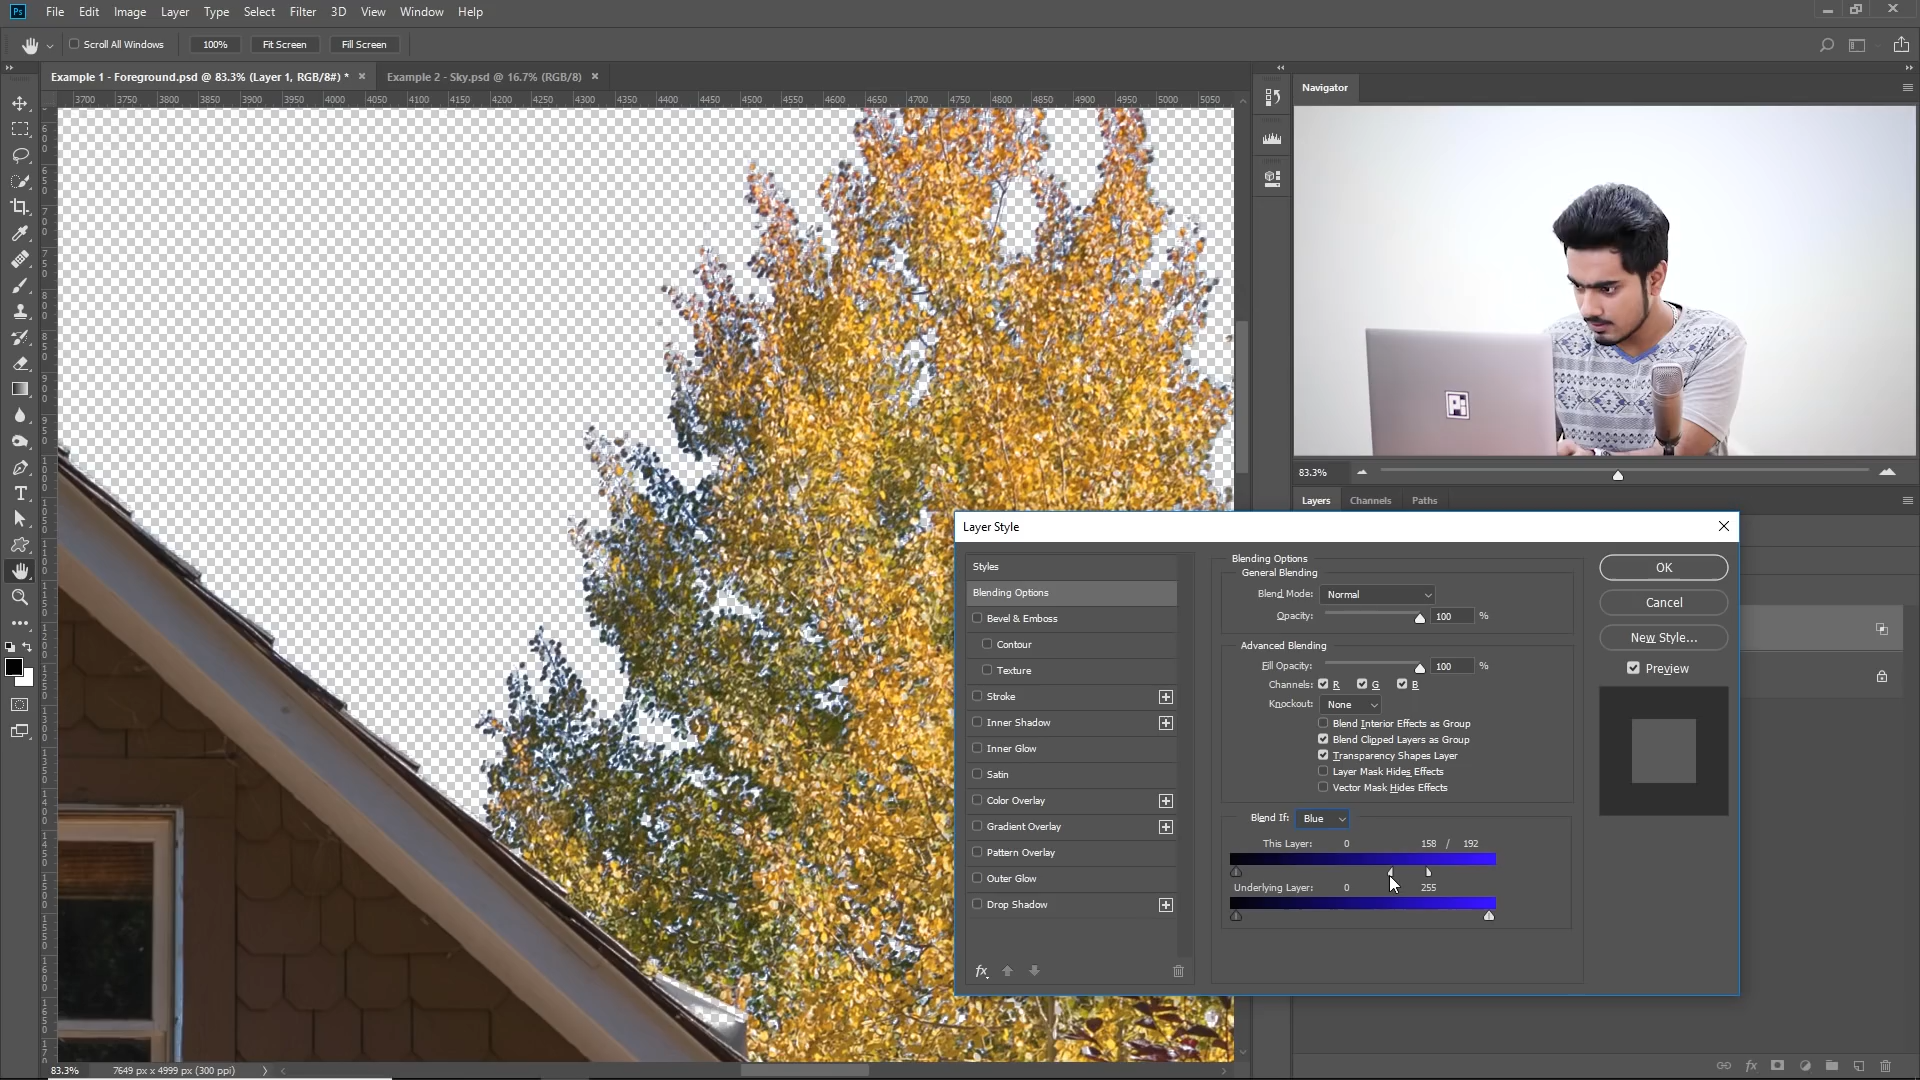 Ps File Edit Image Layer Type Select Filter 3D View Window Help
Scroll All Windows 100% Fit Screen Fill Screen
Example 1 - Foreground.psd @ 83.3% (Layer 1, RGB/8#) * × Example 2 - Sky.psd @ 16.7% (RGB/8) ×
3700 3750 3800 3850 3900 3950 4000 4050 4100 4150 4200 4250 4300 4350 4400 4450 4500 4550 4600 4650 4700 4750 4800 4850 4900 4950 5000 5050
Navigator
83.3%
Layers Channels Paths
Layer Style
Styles
Blending Options
Bevel & Emboss
Contour
Texture
Stroke
Inner Shadow
Inner Glow
Satin
Color Overlay
Gradient Overlay
Pattern Overlay
Outer Glow
Drop Shadow
fx
Blending Options
General Blending
Blend Mode: Normal
Opacity: 100 %
Advanced Blending
Fill Opacity: 100 %
Channels: R G B
Knockout: None
Blend Interior Effects as Group
Blend Clipped Layers as Group
Transparency Shapes Layer
Layer Mask Hides Effects
Vector Mask Hides Effects
Blend If: Blue
This Layer: 0 158 / 192
Underlying Layer: 0 255
OK
Cancel
New Style...
Preview
83.3% 7649 px x 4999 px (300 ppi)
fx